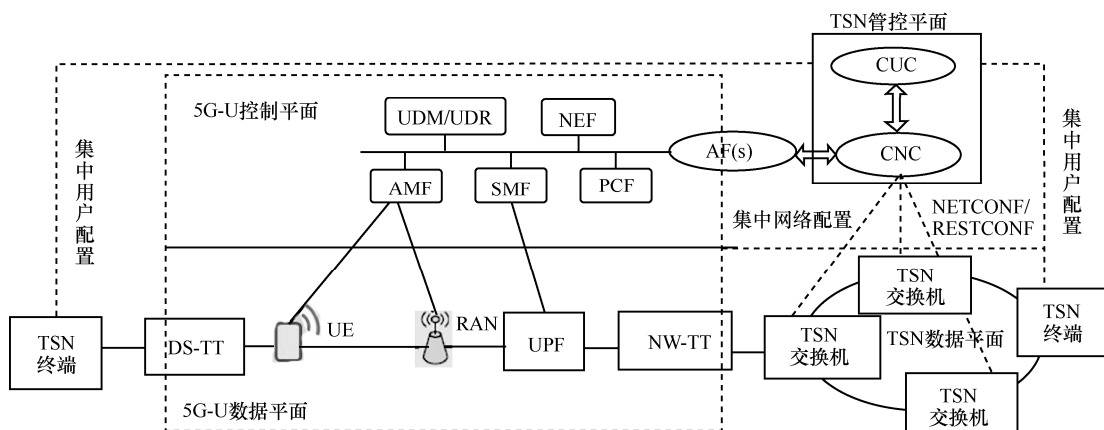 TSN管控平面
CUC
5G-U控制平面
UDM/UDR
NEF
AF(s)
CNC
AMF
SMF
PCF
集中用户配置
集中网络配置
NETCONF/
RESTCONF
集中用户配置
TSN
交换机
UE
RAN
TSN
终端
DS-TT
UPF
NW-TT
TSN
交换机
TSN数据平面
TSN
终端
TSN
交换机
5G-U数据平面